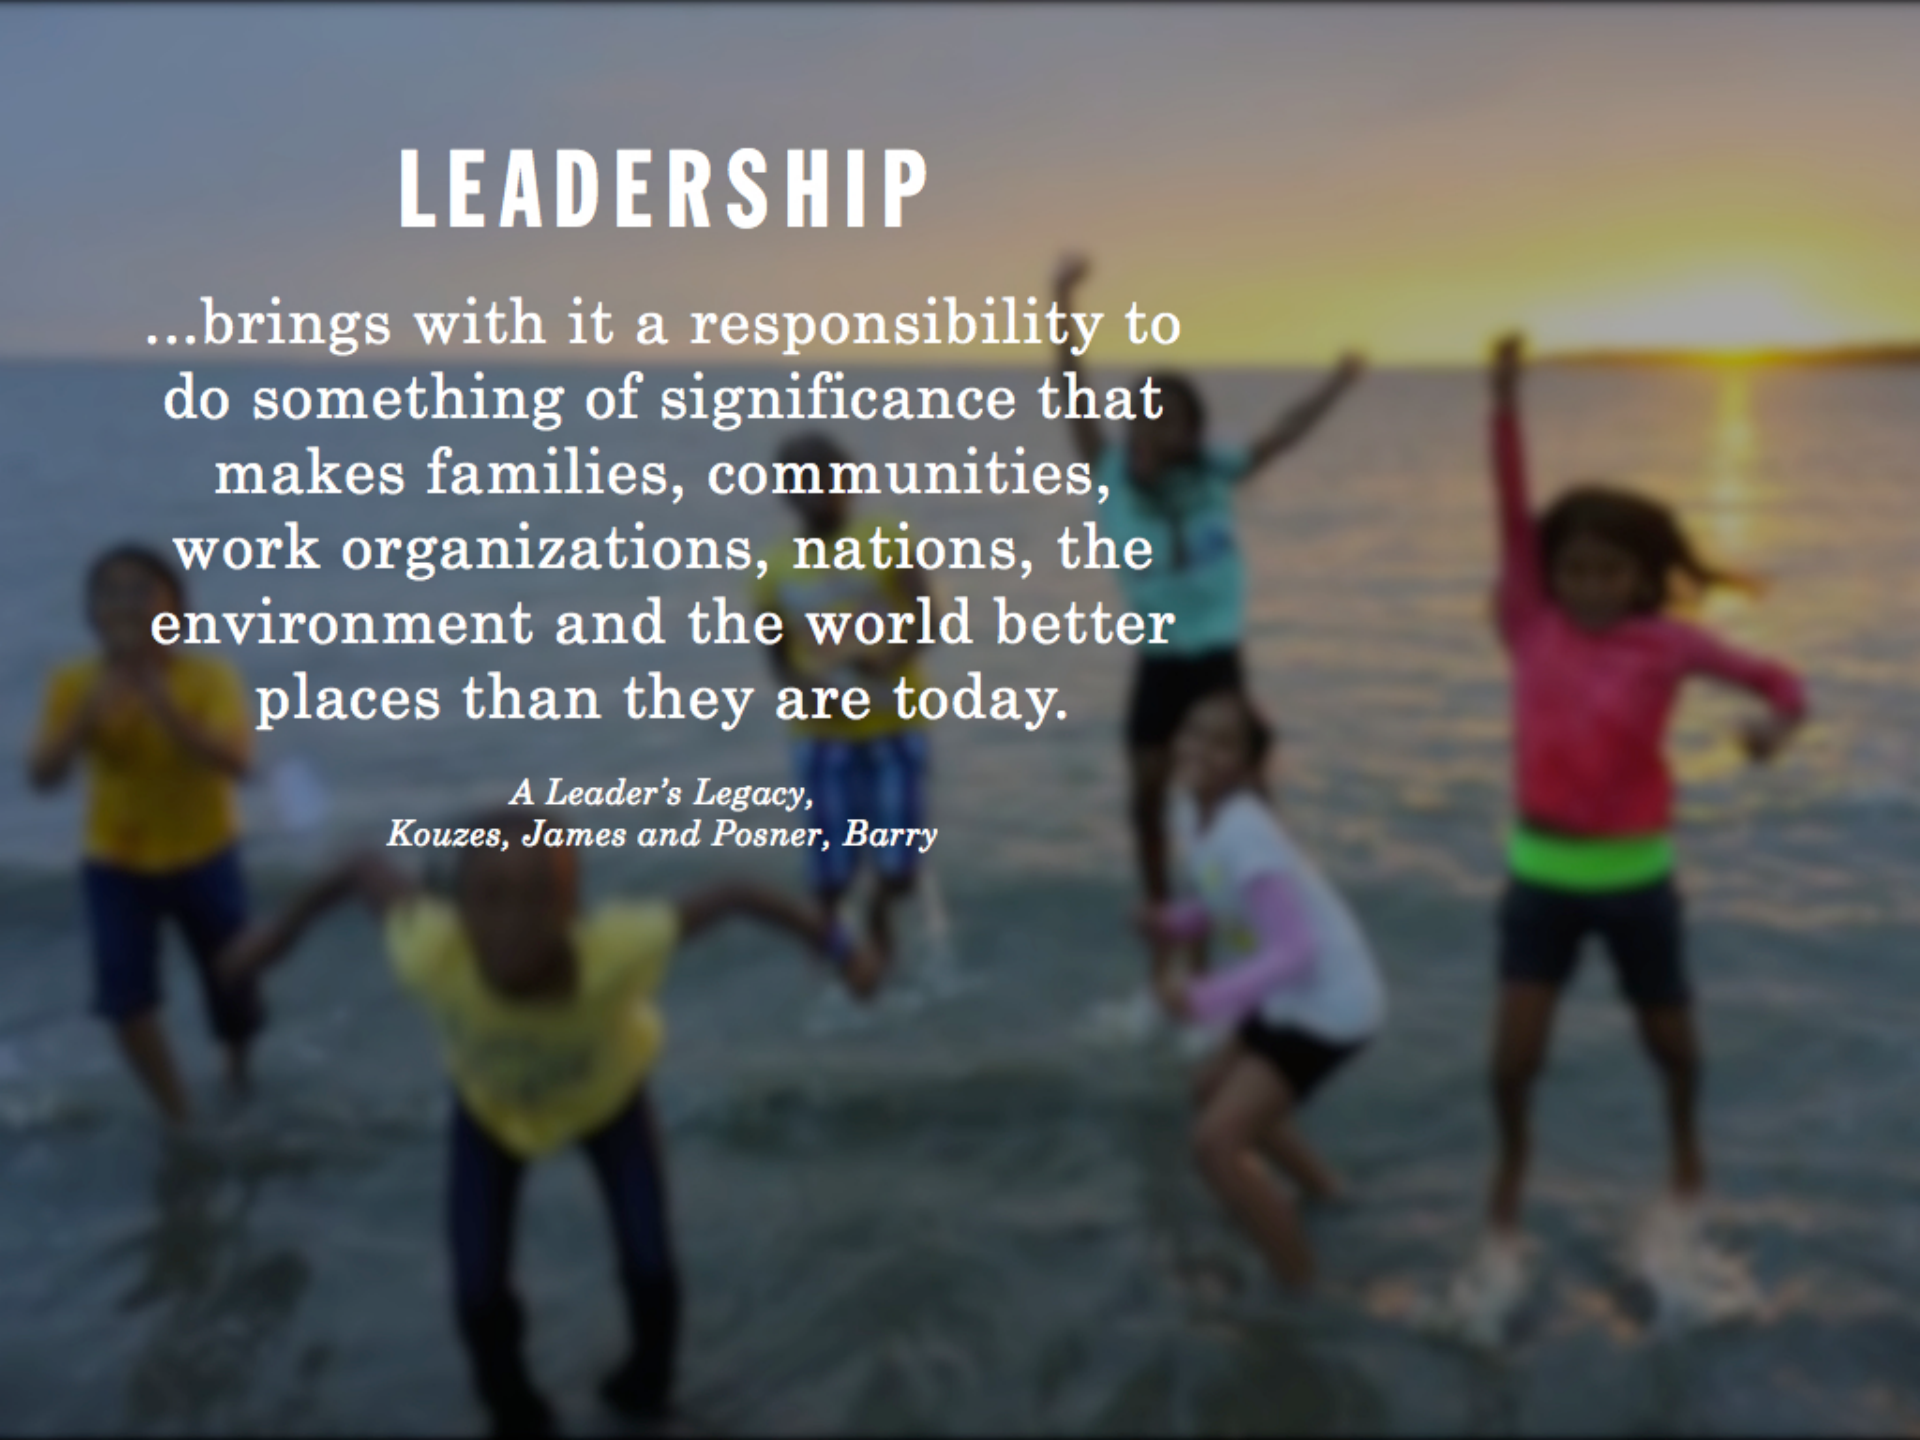 LEADERSHIP
...brings with it a responsibility to
do something of significance that
makes families, communities,
work organizations, nations, the
environment and the world better
places than they are today.
A Leader’s Legacy,
Kouzes, James and Posner, Barry